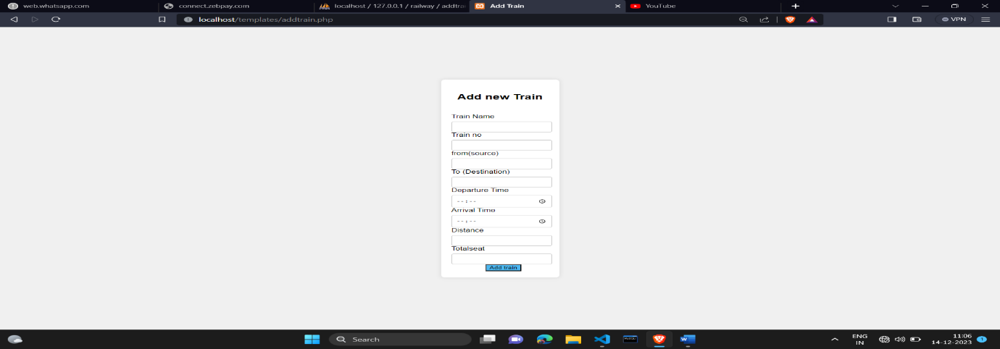 web.whatsapp.com
connect.zebpay.com
localhost / 127.0.0.1 / railway / addtrai
Add Train
YouTube
localhost/templates/addtrain.php
VPN
Add new Train
Train Name
Train no
from(source)
To (Destination)
Departure Time
--:--
Arrival Time
--:--
Distance
Totalseat
Add train
Search
ENG
IN
11:06
14-12-2023
1